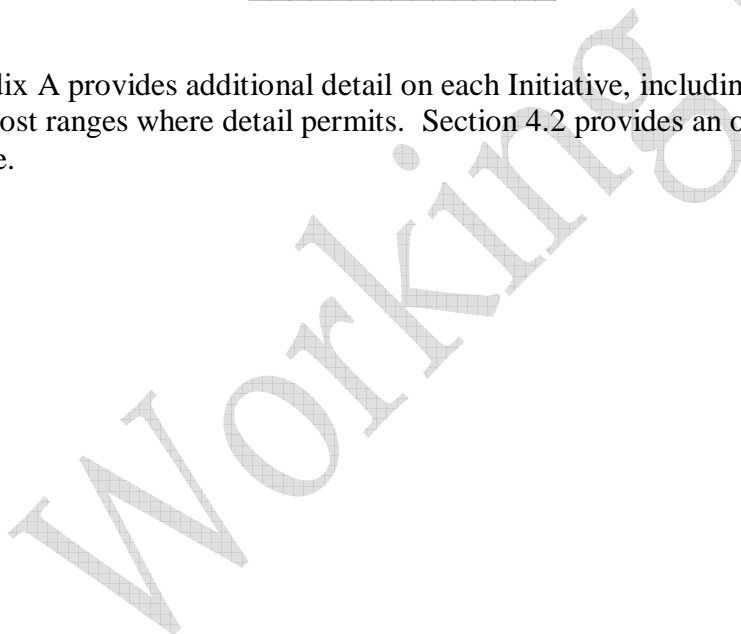 dix A provides additional detail on each Initiative, includin
ost ranges where detail permits.  Section 4.2 provides an o
e.
Working